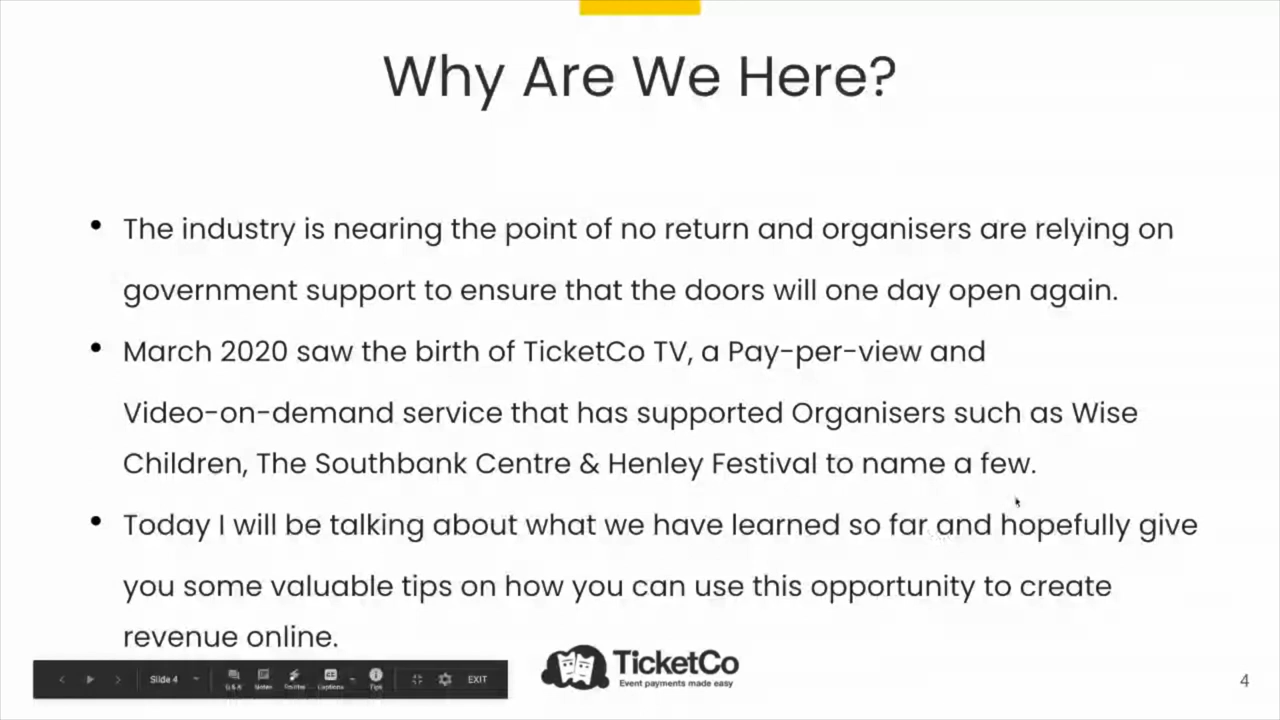 Why Are We Here?
• The industry is nearing the point of no return and organisers are relying on
government support to ensure that the doors will one day open again.
• March 2020 saw the birth of TicketCo TV, a Pay-per-view and
Video-on-demand service that has supported Organisers such as Wise
Children, The Southbank Centre & Henley Festival to name a few.
• Today I will be talking about what we have learned so far and hopefully give
you some valuable tips on how you can use this opportunity to create
revenue online.
Slide 4
Q&A Notes Pointer Captions Tips
EXIT
TicketCo
Event payments made easy
4